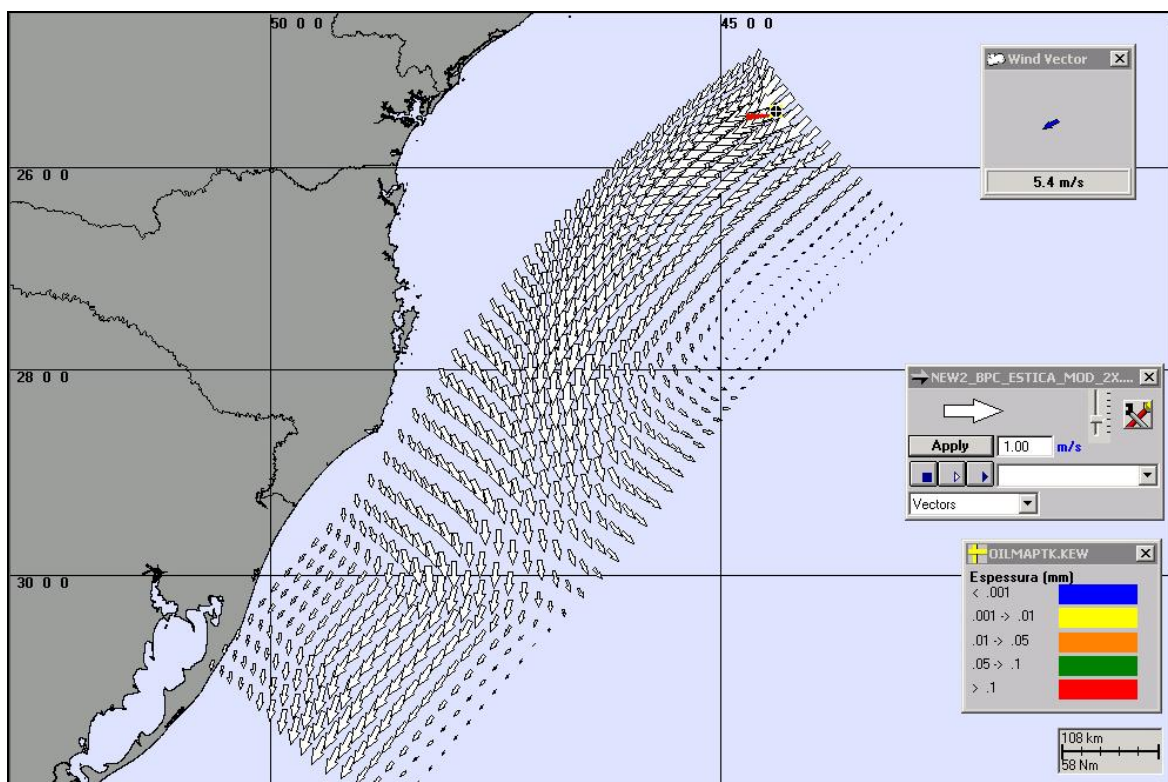 50 0 0
45 0 0
26 0 0
28 0 0
30 0 0
Wind Vector
5.4 m/s
NEW2_BPC_ESTICA_MOD_2X....
Apply 1.00 m/s
Vectors
OILMAPTK.KEW
Espessura (mm)
< .001
.001 -> .01
.01 -> .05
.05 -> .1
> .1
108 km
58 Nm